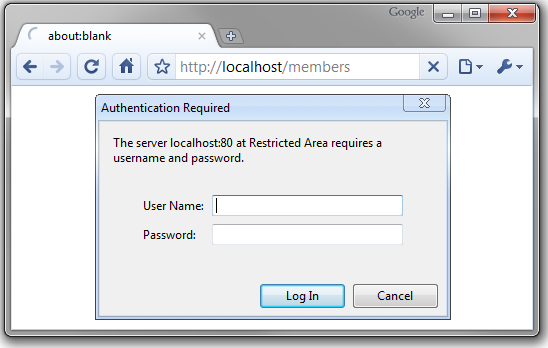 Google
about:blank
http://localhost/members
Authentication Required
The server localhost:80 at Restricted Area requires a
username and password.
User Name:
Password:
Log In Cancel